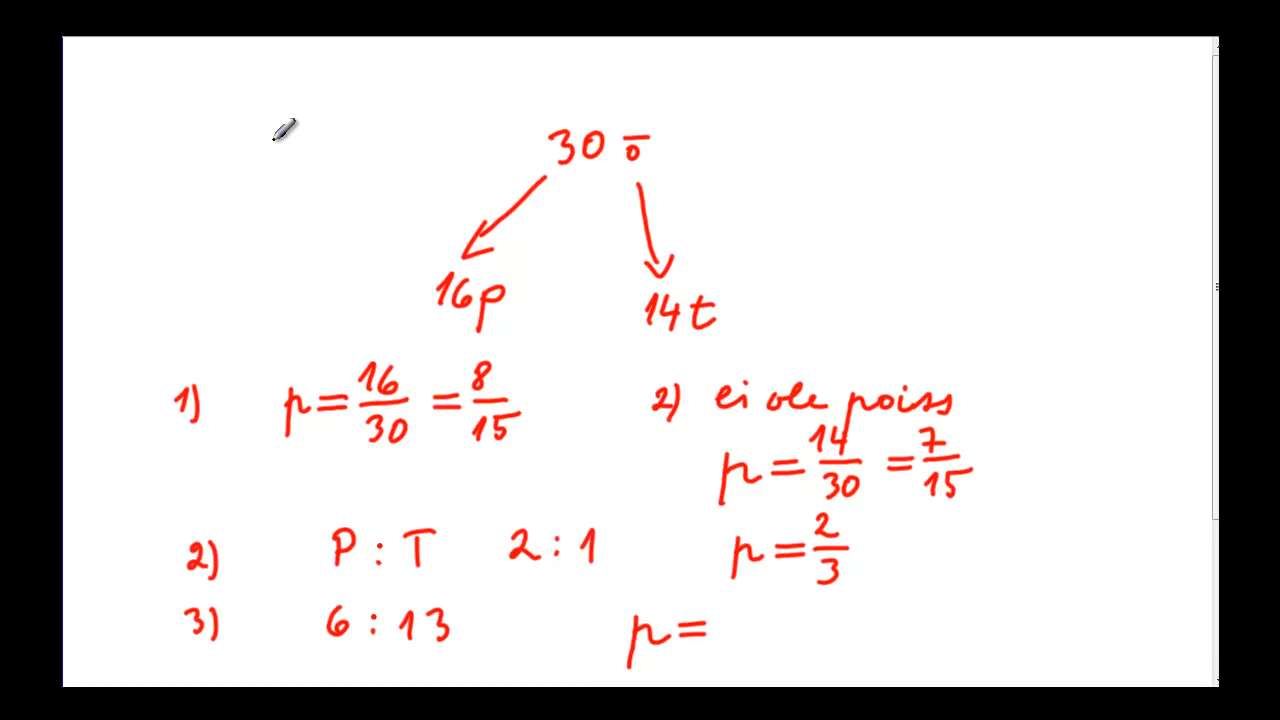 30 õ
16p 14t
1) p = 16/30 = 8/15
2) ei ole poiss
p = 14/30 = 7/15
2) P : T 2 : 1 p = 2/3
3) 6 : 13 p =